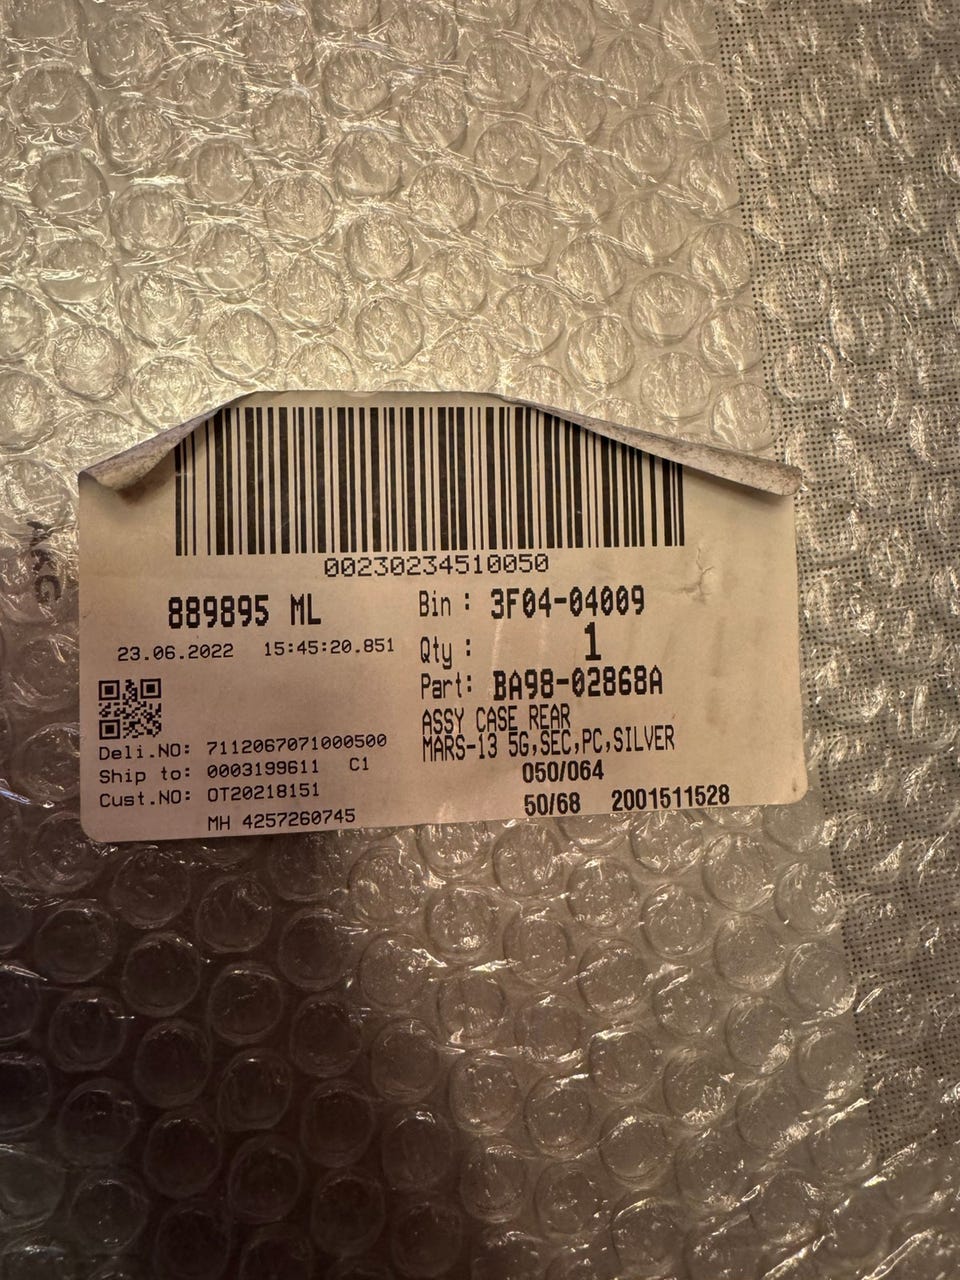 00230234510050
889895 ML
Bin : 3F04-04009
23.06.2022 15:45:20.851
Qty : 1
Part: BA98-02868A
ASSY CASE REAR
MARS-13 5G,SEC,PC,SILVER
Deli.NO: 7112067071000500
Ship to: 0003199611 C1
050/064
Cust.NO: OT20218151
50/68 2001511528
MH 4257260745
AKG